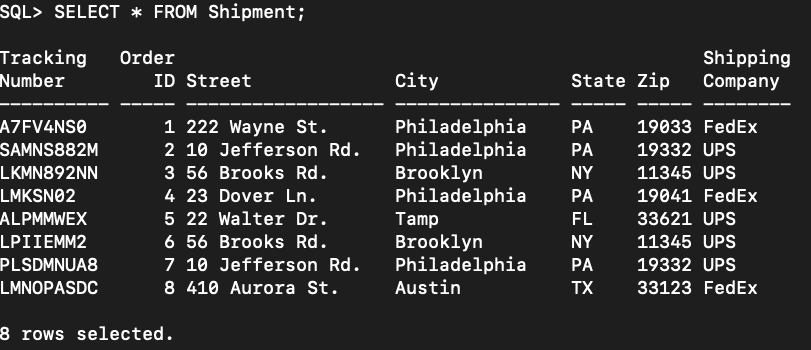 SQL> SELECT * FROM Shipment;
Tracking   Order                                                Shipping
Number        ID Street             City            State Zip   Company
---------- ----- ------------------ --------------- ----- ----- --------
A7FV4NS0       1 222 Wayne St.      Philadelphia    PA    19033 FedEx
SAMNS882M      2 10 Jefferson Rd.   Philadelphia    PA    19332 UPS
LKMN892NN      3 56 Brooks Rd.      Brooklyn        NY    11345 UPS
LMKSN02        4 23 Dover Ln.       Philadelphia    PA    19041 FedEx
ALPMMWEX       5 22 Walter Dr.      Tamp            FL    33621 UPS
LPIIEMM2       6 56 Brooks Rd.      Brooklyn        NY    11345 UPS
PLSDMNUA8      7 10 Jefferson Rd.   Philadelphia    PA    19332 UPS
LMNOPASDC      8 410 Aurora St.     Austin          TX    33123 FedEx
8 rows selected.